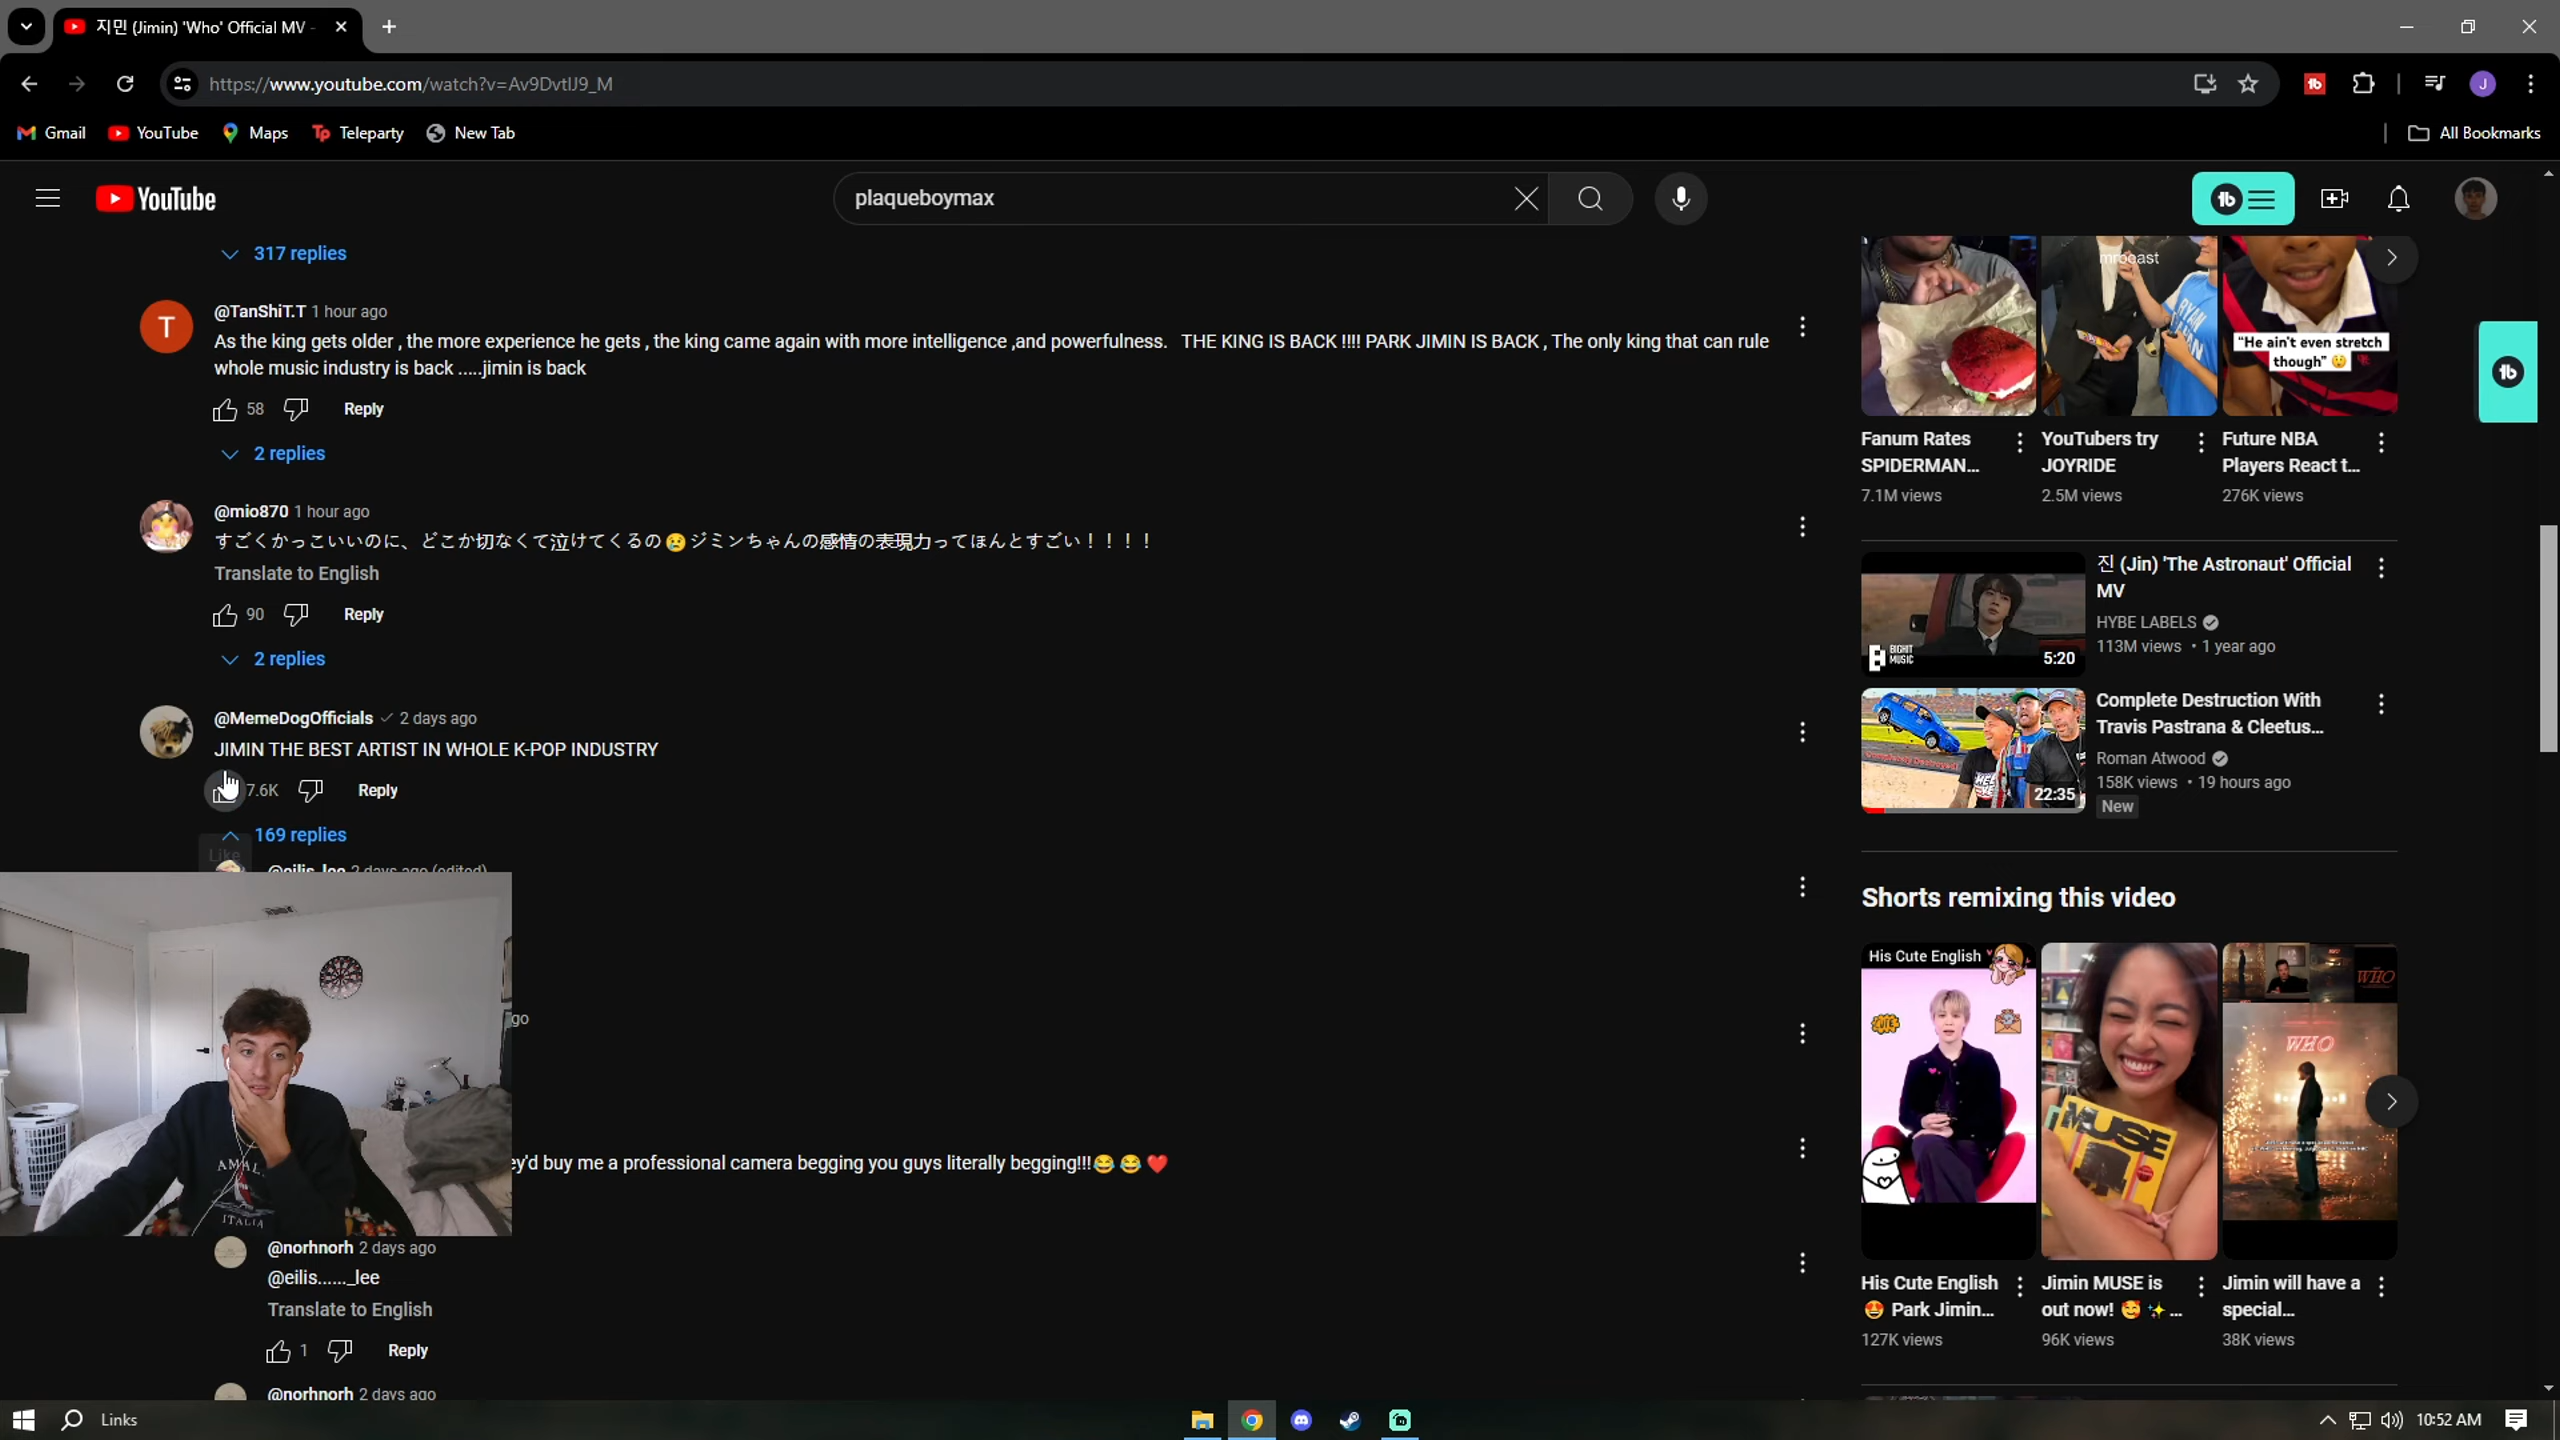 지민 (Jimin) 'Who' Official MV -
https://www.youtube.com/watch?v=Av9DvtIJ9_M
J
Gmail
YouTube
Maps
Teleparty
New Tab
All Bookmarks
YouTube
plaqueboymax
317 replies
T
@TanShiT.T 1 hour ago
As the king gets older , the more experience he gets , the king came again with more intelligence ,and powerfulness. THE KING IS BACK !!!! PARK JIMIN IS BACK , The only king that can rule
whole music industry is back .....jimin is back
58
Reply
2 replies
@mio870 1 hour ago
すごくかっこいいのに、どこか切なくて泣けてくるの😢ジミンちゃんの感情の表現力ってほんとすごい！！！！
Translate to English
90
Reply
2 replies
@MemeDogOfficials 2 days ago
JIMIN THE BEST ARTIST IN WHOLE K-POP INDUSTRY
7.6K
Reply
169 replies
Like
@eilis_lee 2 days ago (edited)
go
ey'd buy me a professional camera begging you guys literally begging!!!😂😂❤️
AMAL
ITALIA
@norhnorh 2 days ago
@eilis......_lee
Translate to English
1
Reply
@norhnorh 2 days ago
"He ain't even stretch
though" 😲
Fanum Rates
SPIDERMAN...
7.1M views
YouTubers try
JOYRIDE
2.5M views
Future NBA
Players React t...
276K views
BIGHIT
MUSIC
5:20
진 (Jin) 'The Astronaut' Official
MV
HYBE LABELS
113M views • 1 year ago
22:35
Complete Destruction With
Travis Pastrana & Cleetus...
Roman Atwood
158K views • 19 hours ago
New
Shorts remixing this video
His Cute English
MUSE
WHO
WHO
His Cute English
🤩 Park Jimin...
127K views
Jimin MUSE is
out now! 🥰 ✨ ...
96K views
Jimin will have a
special...
38K views
Links
10:52 AM